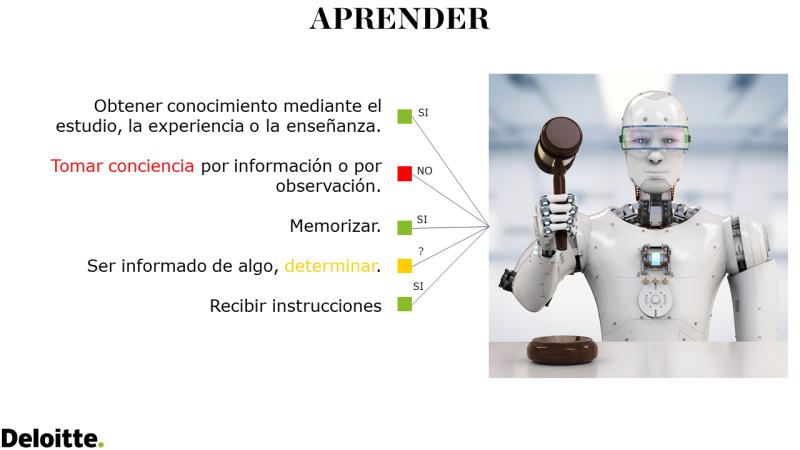 APRENDER
Obtener conocimiento mediante el
estudio, la experiencia o la enseñanza.
SI
Tomar conciencia por información o por
observación.
NO
Memorizar.
SI
Ser informado de algo, determinar.
?
Recibir instrucciones
SI
Deloitte.